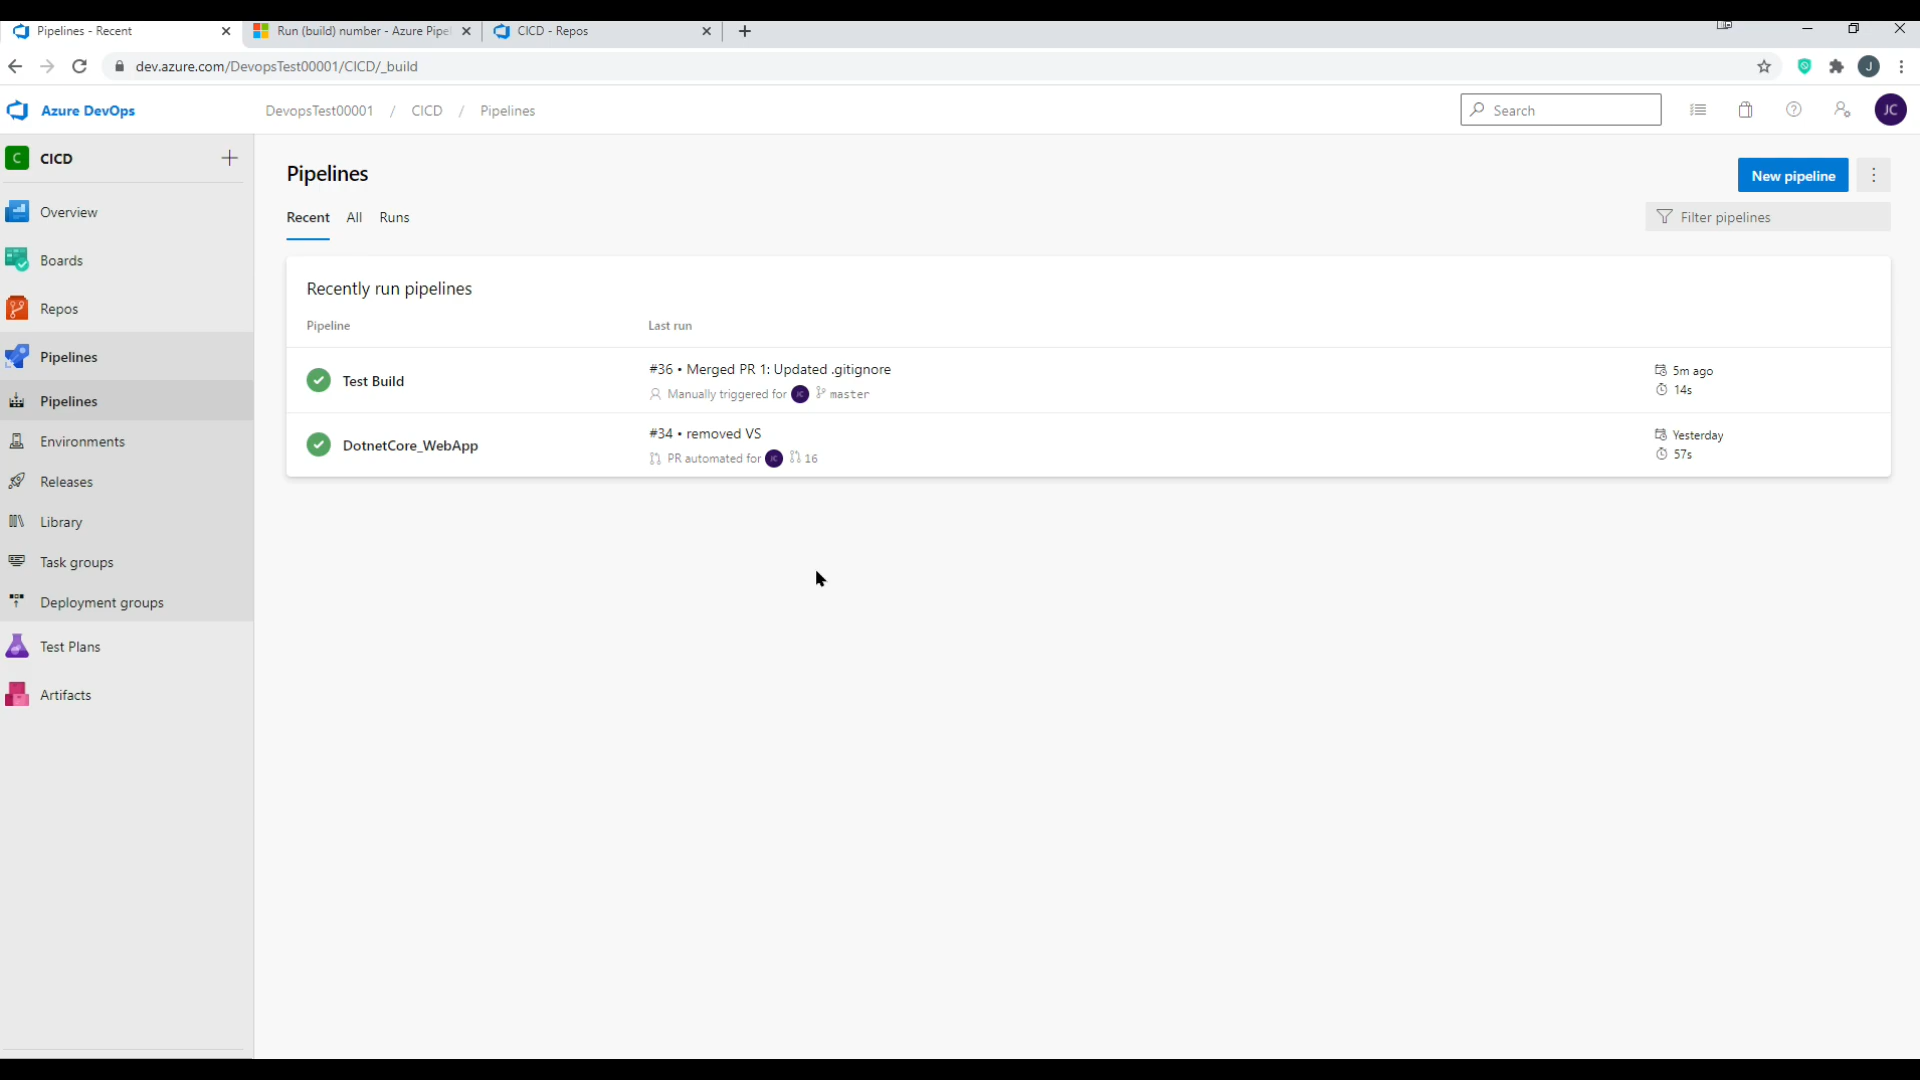 Pipelines - Recent
Run (build) number - Azure Pipel
CICD - Repos
dev.azure.com/DevopsTest00001/CICD/_build
J
Azure DevOps
DevopsTest00001 / CICD / Pipelines
Search
JC
C CICD
Overview
Boards
Repos
Pipelines
Pipelines
Environments
Releases
Library
Task groups
Deployment groups
Test Plans
Artifacts
Pipelines
New pipeline
Recent All Runs
Filter pipelines
Recently run pipelines
Pipeline Last run
Test Build
#36 • Merged PR 1: Updated .gitignore
Manually triggered for JC master
5m ago
14s
DotnetCore_WebApp
#34 • removed VS
PR automated for JC 16
Yesterday
57s